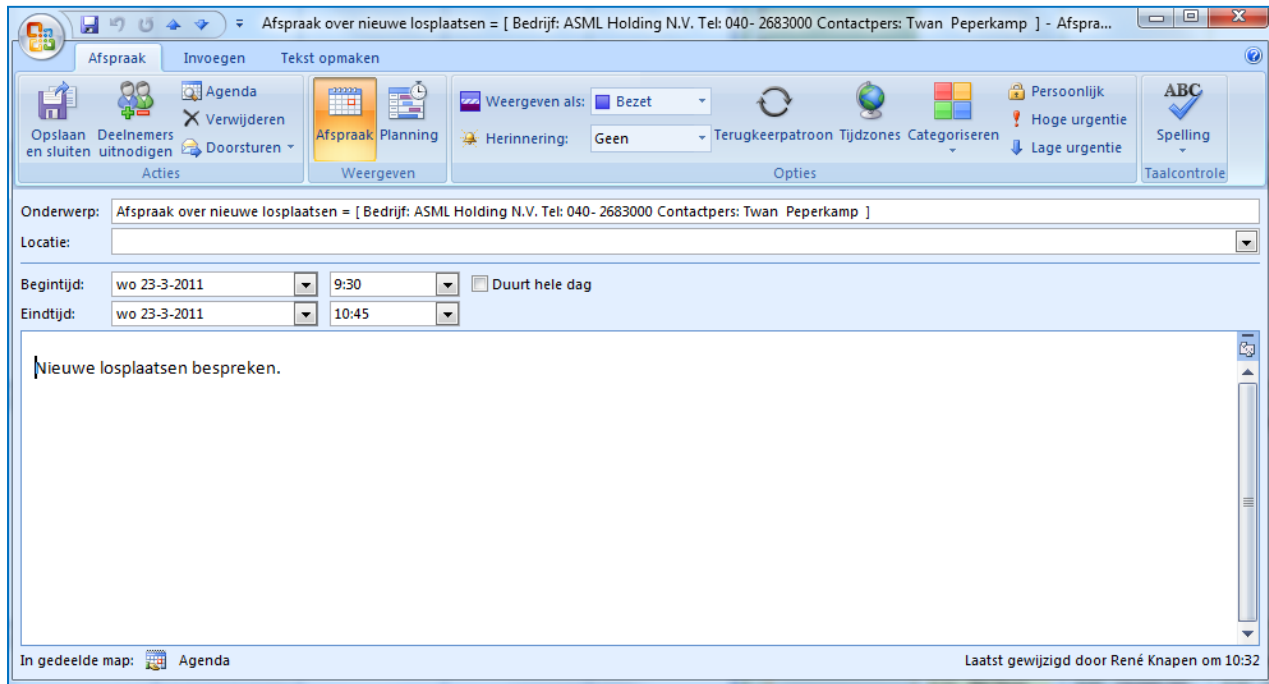 Afspraak over nieuwe losplaatsen = [ Bedrijf: ASML Holding N.V. Tel: 040- 2683000 Contactpers: Twan Peperkamp ] - Afspra...
Afspraak Invoegen Tekst opmaken
Opslaan en sluiten
Deelnemers uitnodigen
Agenda
Verwijderen
Doorsturen
Acties
Afspraak Planning
Weergeven
Weergeven als: Bezet
Herinnering: Geen
Terugkeerpatroon Tijdzones Categoriseren
Persoonlijk
Hoge urgentie
Lage urgentie
Opties
ABC
Spelling
Taalcontrole
Onderwerp: Afspraak over nieuwe losplaatsen = [ Bedrijf: ASML Holding N.V. Tel: 040- 2683000 Contactpers: Twan Peperkamp ]
Locatie:
Begintijd: wo 23-3-2011 9:30 Duurt hele dag
Eindtijd: wo 23-3-2011 10:45
Nieuwe losplaatsen bespreken.
In gedeelde map: Agenda Laatst gewijzigd door René Knapen om 10:32